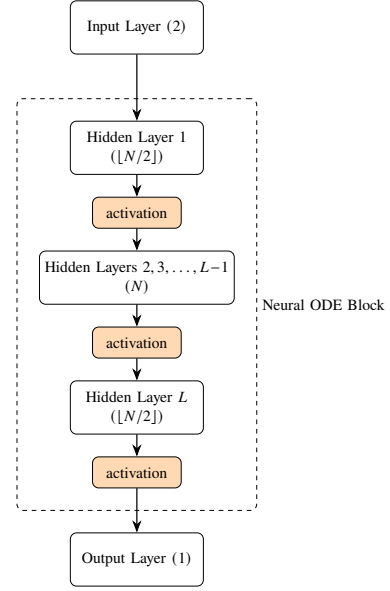 Input Layer (2)
Hidden Layer 1
(⌊N/2⌋)
activation
Hidden Layers 2, 3, . . . , L−1
(N)
Neural ODE Block
activation
Hidden Layer L
(⌊N/2⌋)
activation
Output Layer (1)